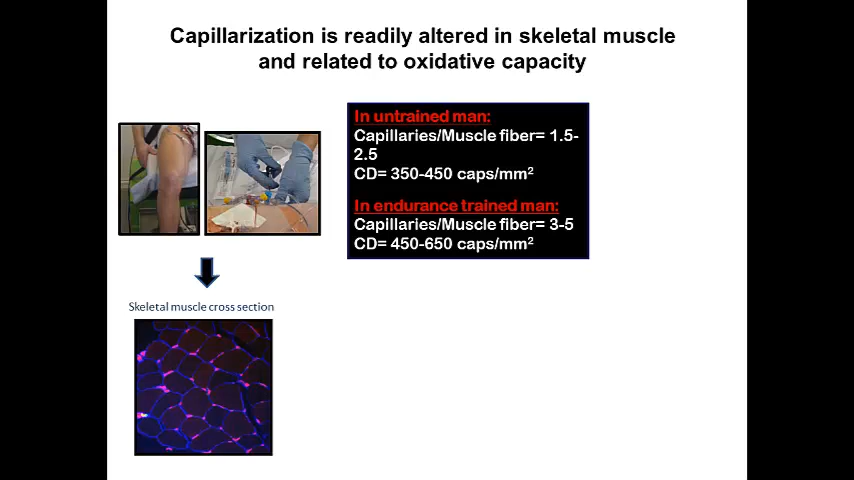 Capillarization is readily altered in skeletal muscle
and related to oxidative capacity
In untrained man:
Capillaries/Muscle fiber= 1.5-
2.5
CD= 350-450 caps/mm²
In endurance trained man:
Capillaries/Muscle fiber= 3-5
CD= 450-650 caps/mm²
Skeletal muscle cross section